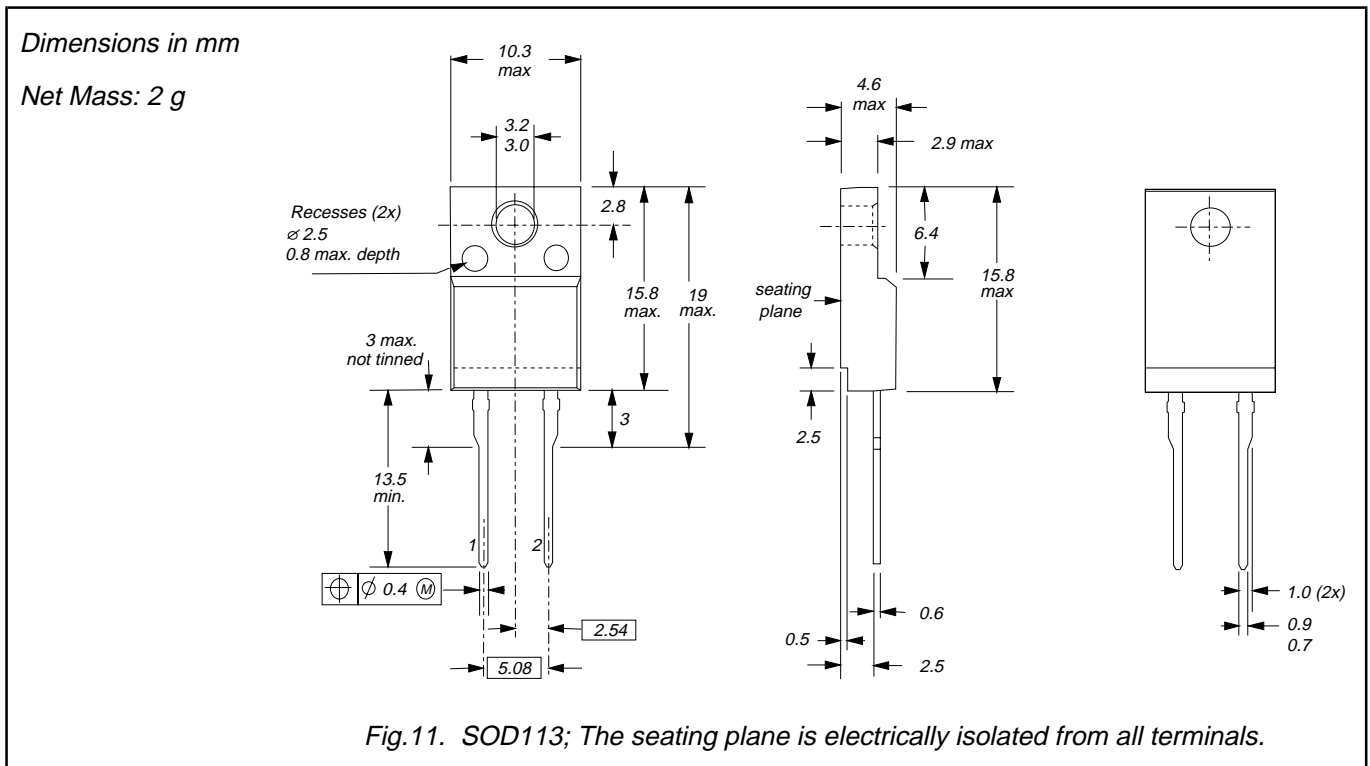 Dimensions in mm
Net Mass: 2 g
10.3
max
3.2
3.0
2.8
Recesses (2x)
⌀ 2.5
0.8 max. depth
15.8
max.
19
max.
3 max.
not tinned
3
13.5
min.
1
2
⌀ 0.4 Ⓜ
2.54
5.08
4.6
max
2.9 max
6.4
15.8
max
seating
plane
2.5
0.6
0.5
2.5
1.0 (2x)
0.9
0.7
Fig.11. SOD113; The seating plane is electrically isolated from all terminals.